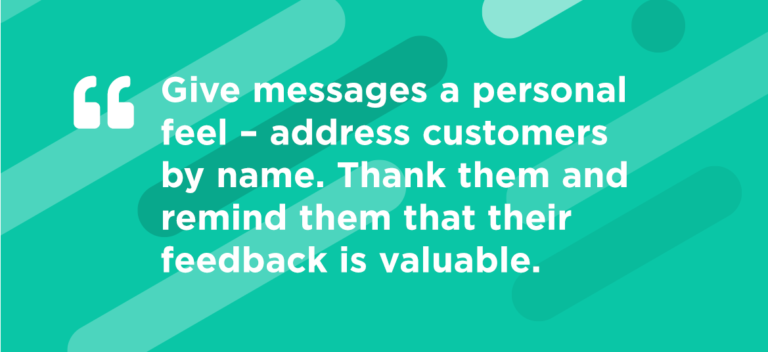 “
Give messages a personal
feel – address customers
by name. Thank them and
remind them that their
feedback is valuable.